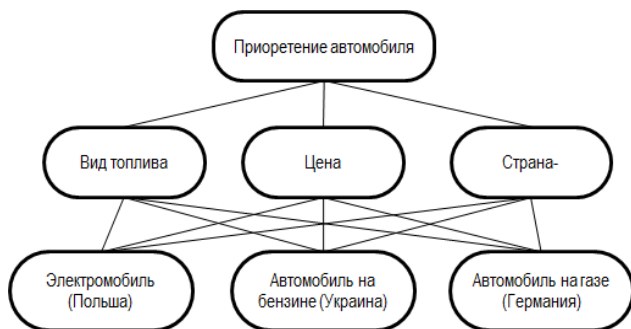 Приоретение автомобиля
Вид топлива
Цена
Страна-
Электромобиль
(Польша)
Автомобиль на
бензине (Украина)
Автомобиль на газе
(Германия)